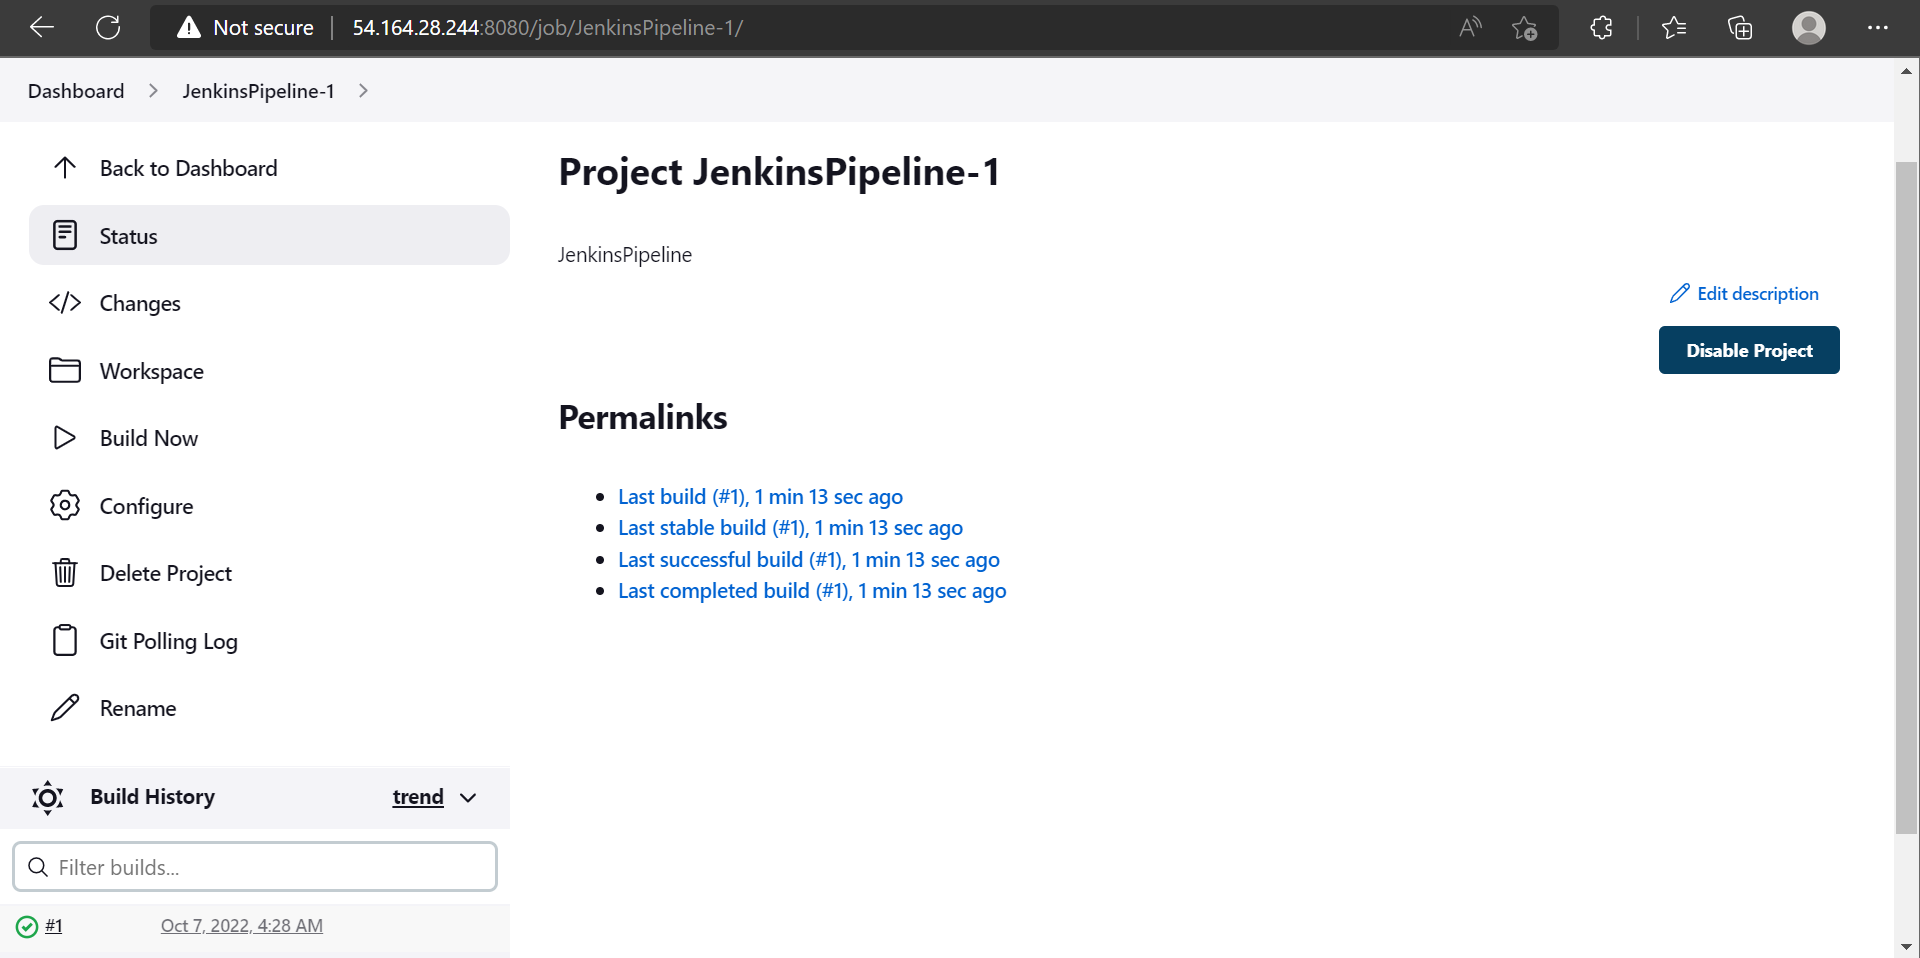 Not secure
54.164.28.244:8080/job/JenkinsPipeline-1/
Dashboard
JenkinsPipeline-1
Back to Dashboard
Status
Changes
Workspace
Build Now
Configure
Delete Project
Git Polling Log
Rename
Build History
trend
Filter builds...
#1
Oct 7, 2022, 4:28 AM
Project JenkinsPipeline-1
JenkinsPipeline
Edit description
Disable Project
Permalinks
Last build (#1), 1 min 13 sec ago
Last stable build (#1), 1 min 13 sec ago
Last successful build (#1), 1 min 13 sec ago
Last completed build (#1), 1 min 13 sec ago